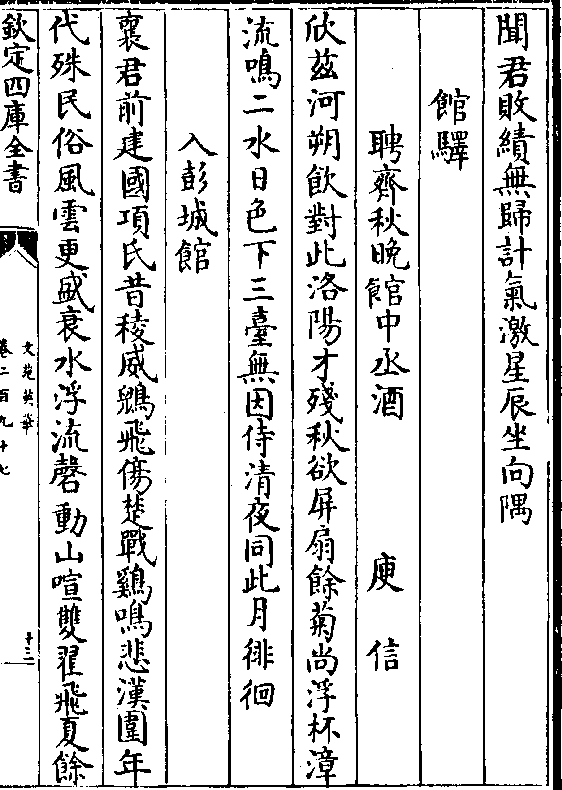 聞君敗績無歸計氣激星辰坐向隅
館驛
聘齊秋晚館中丞酒 庾信
欣茲河朔飲對此洛陽才殘秋欲屏扇餘菊尚浮杯漳
流鳴二水日色下三臺無因侍清夜同此月徘徊
入彭城館
襄君前建國項氏昔稜威鵶飛傷楚戰鷄鳴悲漢圍年
代殊民俗風雲更盛衰水浮流磬動山喧雙翟飛夏餘
欽定四庫全書
文苑英華
卷二百九十七
十三